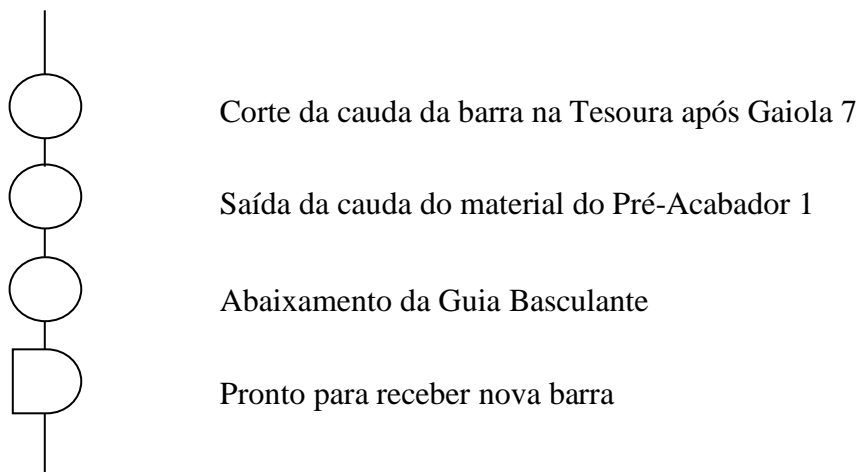 Corte da cauda da barra na Tesoura após Gaiola 7
Saída da cauda do material do Pré-Acabador 1
Abaixamento da Guia Basculante
Pronto para receber nova barra